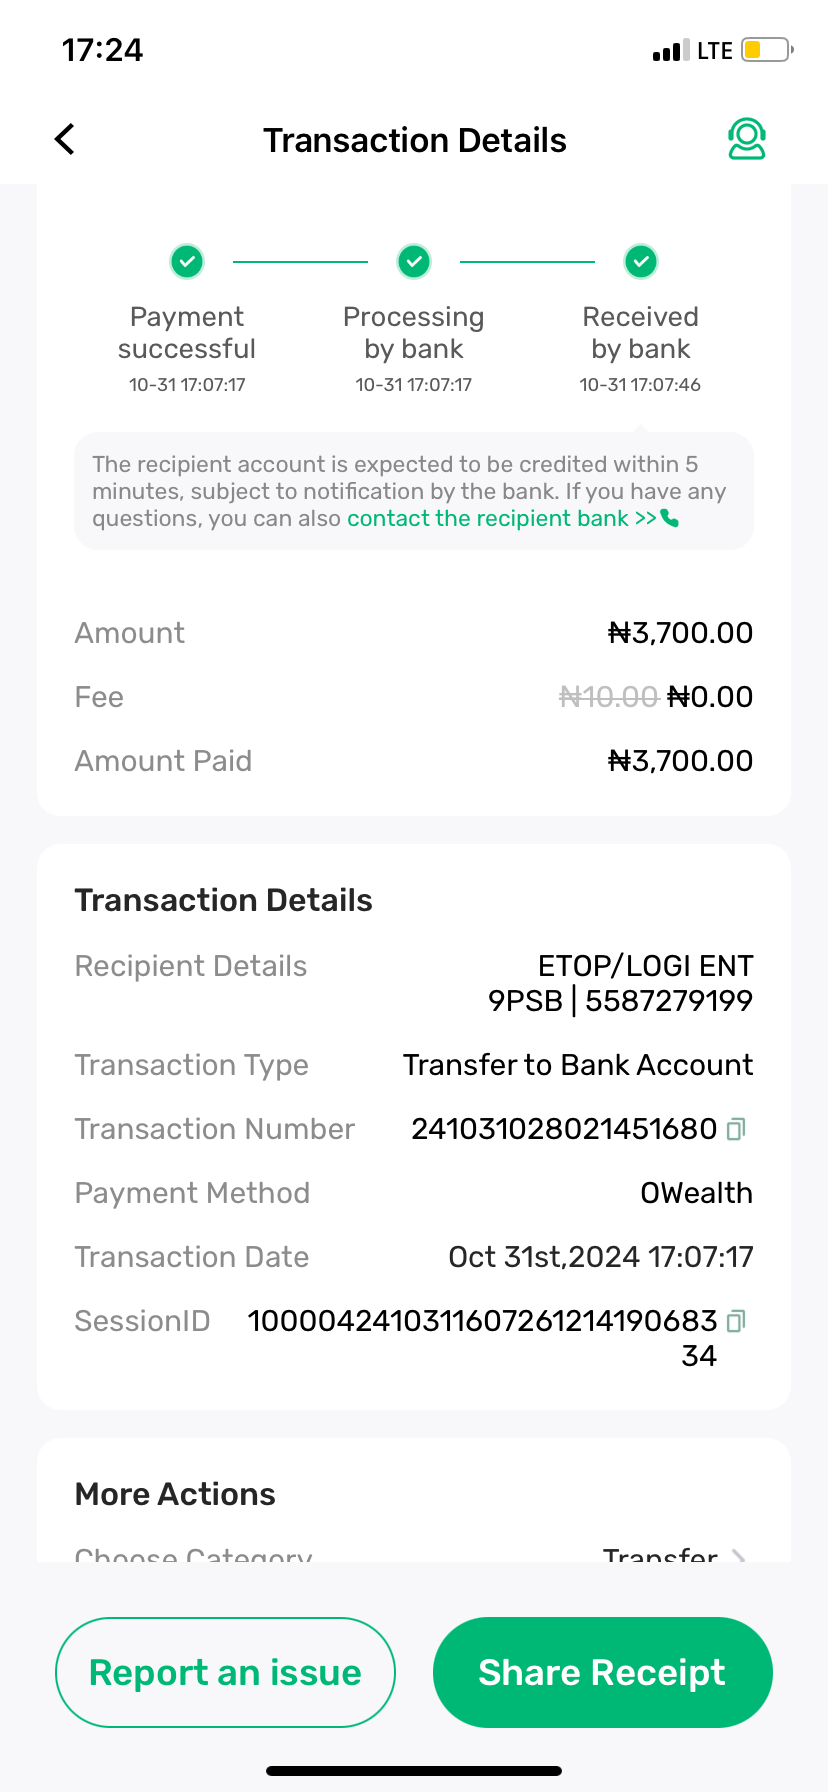 17:24
LTE
Transaction Details
Payment successful
10-31 17:07:17
Processing by bank
10-31 17:07:17
Received by bank
10-31 17:07:46
The recipient account is expected to be credited within 5
minutes, subject to notification by the bank. If you have any
questions, you can also contact the recipient bank >>
Amount ₦3,700.00
Fee ₦10.00 ₦0.00
Amount Paid ₦3,700.00
Transaction Details
Recipient Details ETOP/LOGI ENT
9PSB | 5587279199
Transaction Type Transfer to Bank Account
Transaction Number 241031028021451680
Payment Method OWealth
Transaction Date Oct 31st,2024 17:07:17
SessionID 1000042410311607261214190683
34
More Actions
Choose Category Transfer
Report an issue
Share Receipt